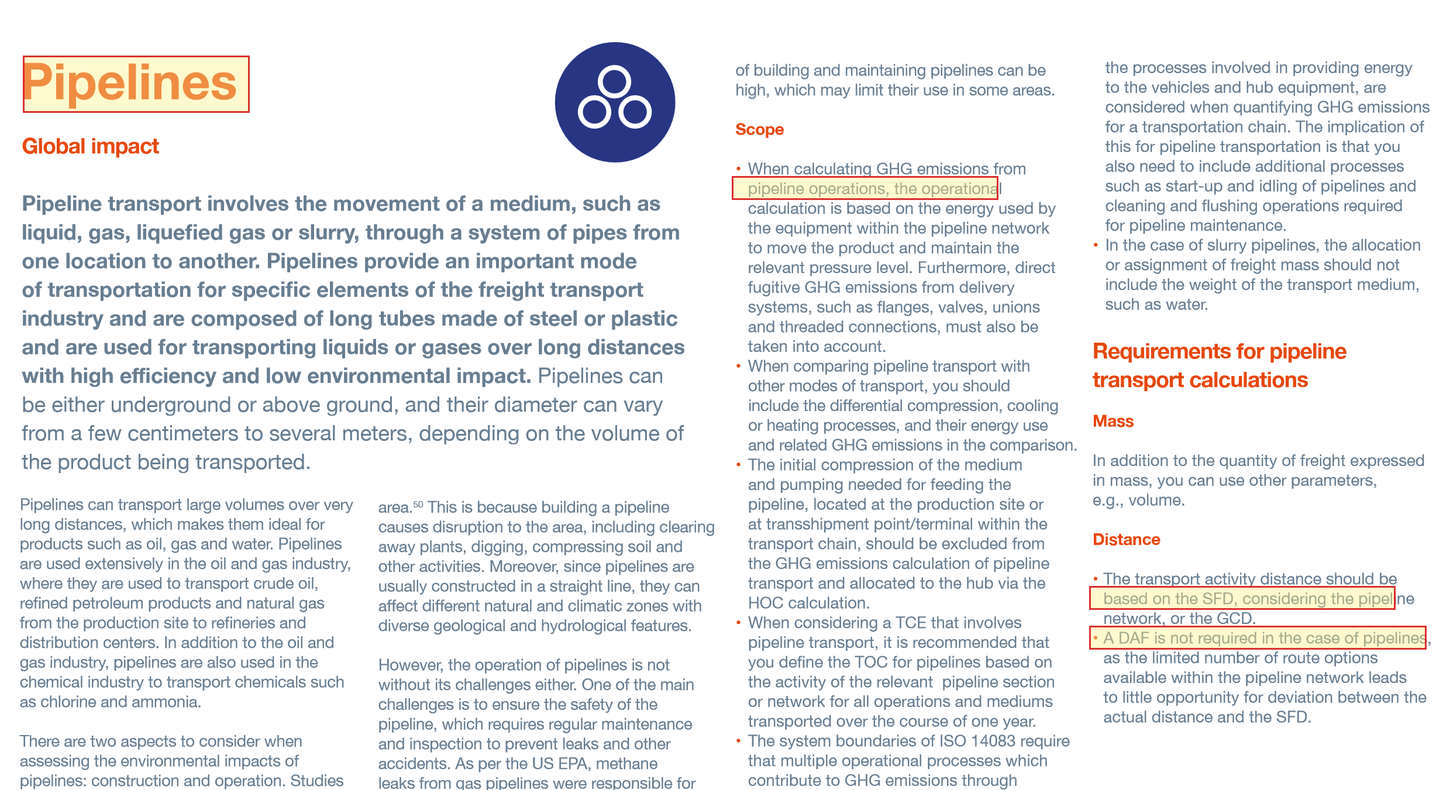 Pipelines
Global impact
Pipeline transport involves the movement of a medium, such as
liquid, gas, liquefied gas or slurry, through a system of pipes from
one location to another. Pipelines provide an important mode
of transportation for specific elements of the freight transport
industry and are composed of long tubes made of steel or plastic
and are used for transporting liquids or gases over long distances
with high efficiency and low environmental impact. Pipelines can
be either underground or above ground, and their diameter can vary
from a few centimeters to several meters, depending on the volume of
the product being transported.
Pipelines can transport large volumes over very
long distances, which makes them ideal for
products such as oil, gas and water. Pipelines
are used extensively in the oil and gas industry,
where they are used to transport crude oil,
refined petroleum products and natural gas
from the production site to refineries and
distribution centers. In addition to the oil and
gas industry, pipelines are also used in the
chemical industry to transport chemicals such
as chlorine and ammonia.
There are two aspects to consider when
assessing the environmental impacts of
pipelines: construction and operation. Studies
area.⁵⁰ This is because building a pipeline
causes disruption to the area, including clearing
away plants, digging, compressing soil and
other activities. Moreover, since pipelines are
usually constructed in a straight line, they can
affect different natural and climatic zones with
diverse geological and hydrological features.
However, the operation of pipelines is not
without its challenges either. One of the main
challenges is to ensure the safety of the
pipeline, which requires regular maintenance
and inspection to prevent leaks and other
accidents. As per the US EPA, methane
leaks from gas pipelines were responsible for
of building and maintaining pipelines can be
high, which may limit their use in some areas.
Scope
• When calculating GHG emissions from
pipeline operations, the operational
calculation is based on the energy used by
the equipment within the pipeline network
to move the product and maintain the
relevant pressure level. Furthermore, direct
fugitive GHG emissions from delivery
systems, such as flanges, valves, unions
and threaded connections, must also be
taken into account.
• When comparing pipeline transport with
other modes of transport, you should
include the differential compression, cooling
or heating processes, and their energy use
and related GHG emissions in the comparison.
• The initial compression of the medium
and pumping needed for feeding the
pipeline, located at the production site or
at transshipment point/terminal within the
transport chain, should be excluded from
the GHG emissions calculation of pipeline
transport and allocated to the hub via the
HOC calculation.
• When considering a TCE that involves
pipeline transport, it is recommended that
you define the TOC for pipelines based on
the activity of the relevant pipeline section
or network for all operations and mediums
transported over the course of one year.
• The system boundaries of ISO 14083 require
that multiple operational processes which
contribute to GHG emissions through
the processes involved in providing energy
to the vehicles and hub equipment, are
considered when quantifying GHG emissions
for a transportation chain. The implication of
this for pipeline transportation is that you
also need to include additional processes
such as start-up and idling of pipelines and
cleaning and flushing operations required
for pipeline maintenance.
• In the case of slurry pipelines, the allocation
or assignment of freight mass should not
include the weight of the transport medium,
such as water.
Requirements for pipeline
transport calculations
Mass
In addition to the quantity of freight expressed
in mass, you can use other parameters,
e.g., volume.
Distance
• The transport activity distance should be
based on the SFD, considering the pipeline
network, or the GCD.
• A DAF is not required in the case of pipelines,
as the limited number of route options
available within the pipeline network leads
to little opportunity for deviation between the
actual distance and the SFD.